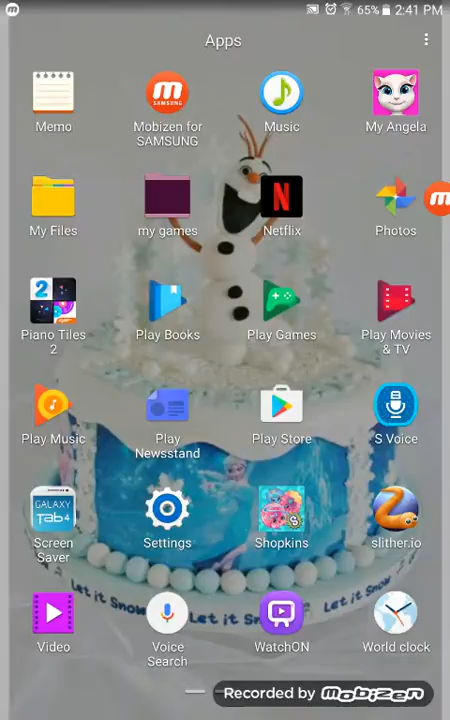 65% 2:41 PM
Apps
Memo
Mobizen for
SAMSUNG
Music
My Angela
My Files
my games
Netflix
Photos
Piano Tiles
2
Play Books
Play Games
Play Movies
& TV
Play Music
Play
Newsstand
Play Store
S Voice
GALAXY
Tab4
Screen
Saver
Settings
Shopkins
slither.io
Let it Snow
Let it Snow
Let it Snow
Video
Voice
Search
WatchON
World clock
Recorded by Mobizen